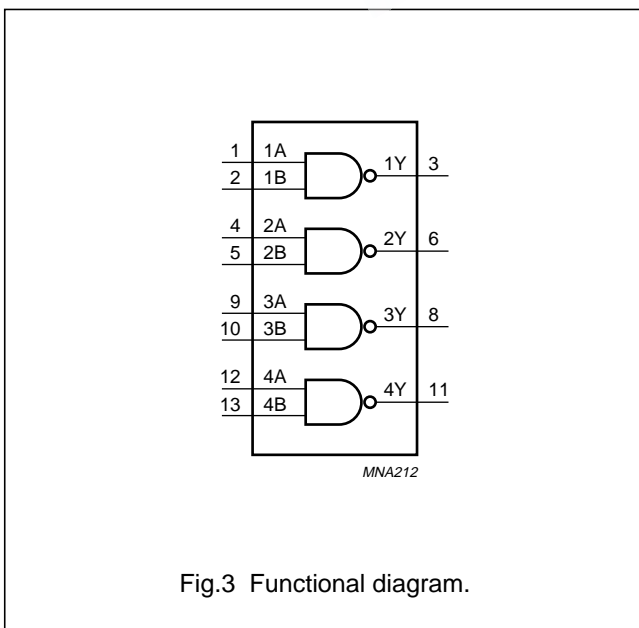 1 1A 1Y 3
2 1B
4 2A 2Y 6
5 2B
9 3A 3Y 8
10 3B
12 4A 4Y 11
13 4B
MNA212
Fig.3 Functional diagram.